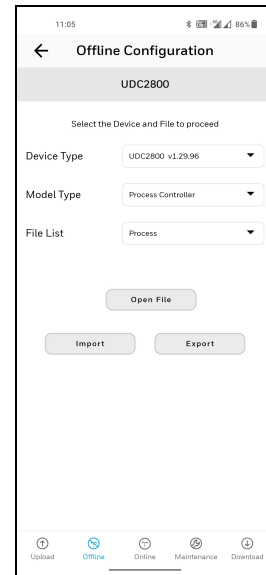 11:05
86%
Offline Configuration
UDC2800
Select the Device and File to proceed
Device Type
UDC2800 v1.29.96
Model Type
Process Controller
File List
Process
Open File
Import
Export
Upload
Offline
Online
Maintenance
Download